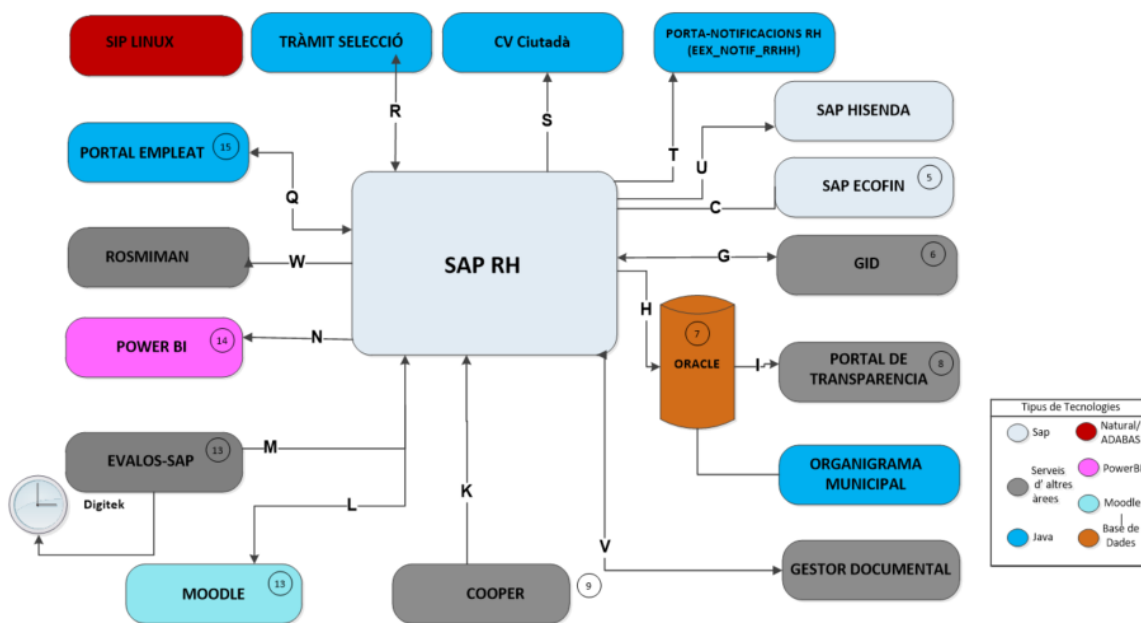 SIP LINUX
TRÀMIT SELECCIÓ
CV Ciutadà
PORTA-NOTIFICACIONS RH
(EEX_NOTIF_RRHH)
R
S
T
U
SAP HISENDA
PORTAL EMPLEAT
15
Q
SAP ECOFIN
5
C
ROSMIMAN
W
SAP RH
G
GID
6
H
7
ORACLE
POWER BI
14
N
I
PORTAL DE
TRANSPARENCIA
8
EVALOS-SAP
13
M
ORGANIGRAMA
MUNICIPAL
Digitek
L
K
V
MOODLE
13
COOPER
9
GESTOR DOCUMENTAL
Tipus de Tecnologies
Sap
Natural/
ADABAS
Serveis
d' altres
àrees
PowerBi
Moodle
Java
Base de
Dades